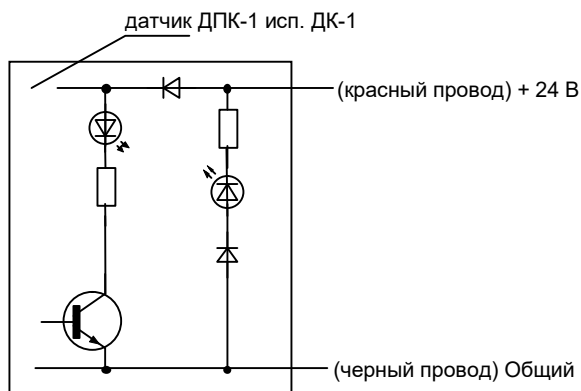 датчик ДПК-1 исп. ДК-1
(красный провод) + 24 В
(черный провод) Общий